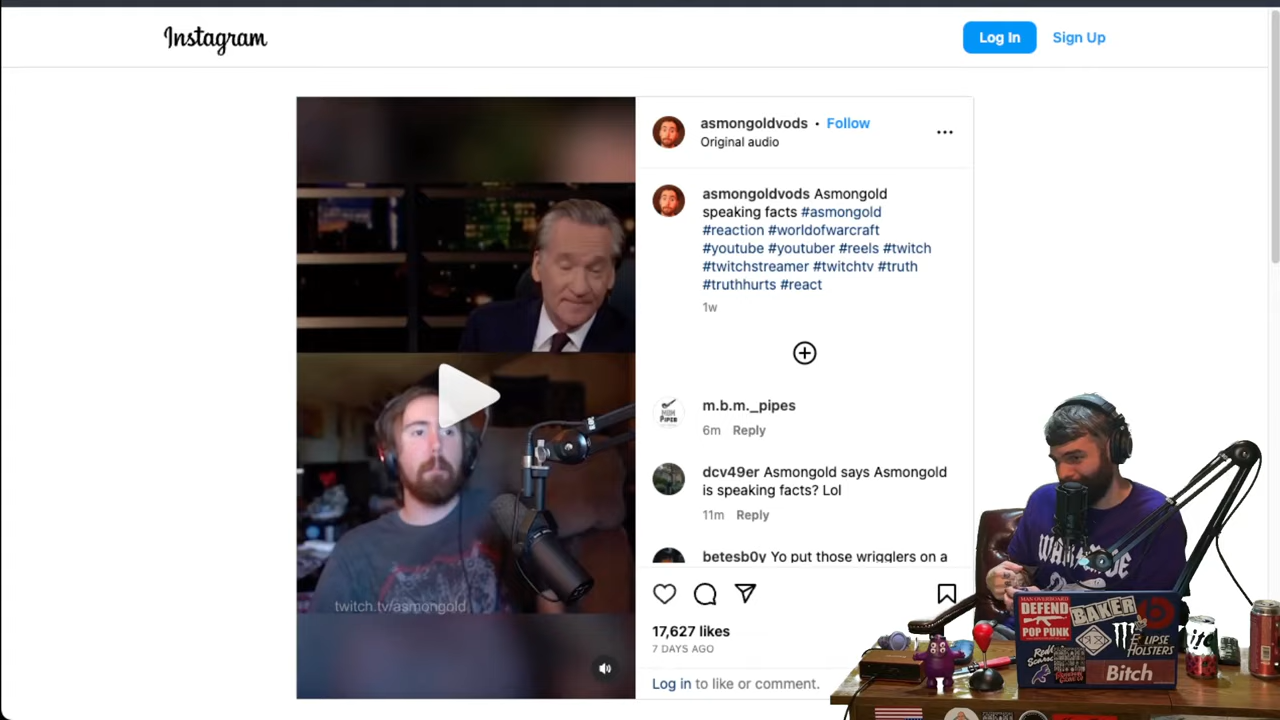 Instagram
Log In
Sign Up
asmongoldvods • Follow
Original audio
asmongoldvods Asmongold
speaking facts #asmongold
#reaction #worldofwarcraft
#youtube #youtuber #reels #twitch
#twitchstreamer #twitchtv #truth
#truthhurts #react
1w
m.b.m._pipes
6m Reply
dcv49er Asmongold says Asmongold
is speaking facts? Lol
11m Reply
betesb0y Yo put those wrigglers on a
17,627 likes
7 DAYS AGO
Log in to like or comment.
twitch.tv/asmongold
MAN OVERBOARD
DEFEND
POP PUNK
BAKER
HOLSTERS
Bitch